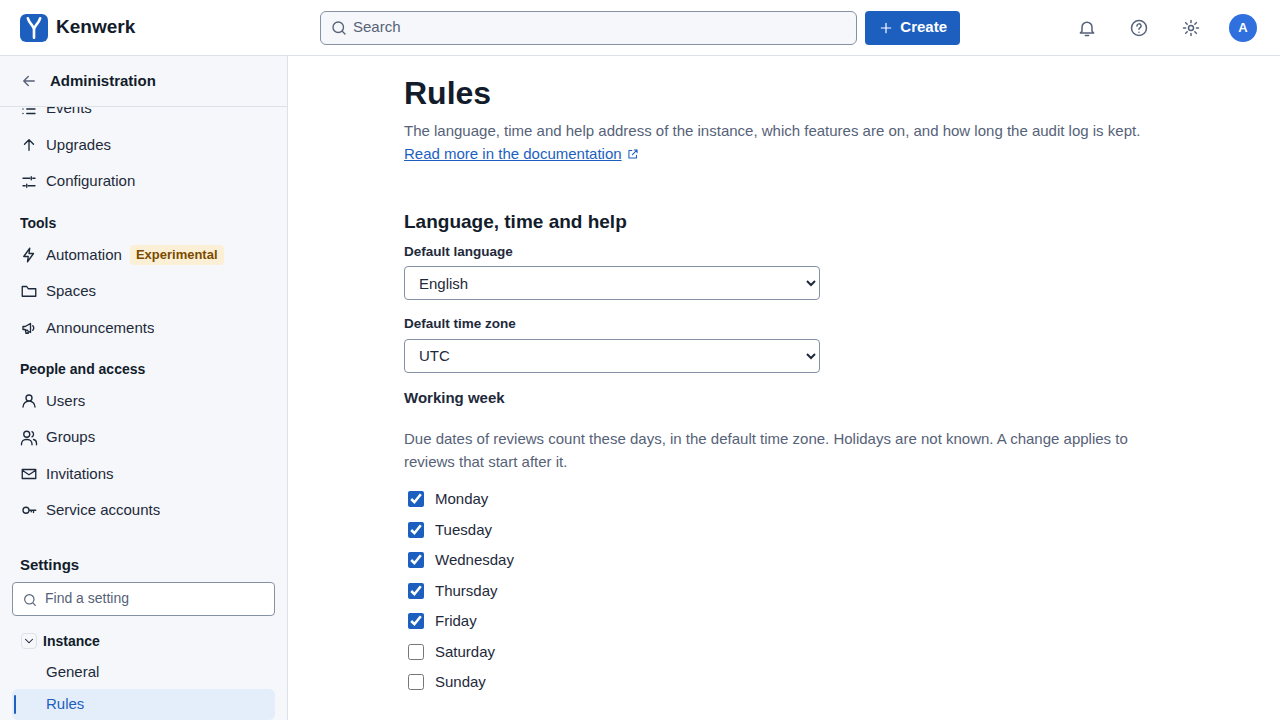 Kenwerk
Search
Create
A
Administration
Events
Upgrades
Configuration
Tools
Automation Experimental
Spaces
Announcements
People and access
Users
Groups
Invitations
Service accounts
Settings
Find a setting
Instance
General
Rules
Rules
The language, time and help address of the instance, which features are on, and how long the audit log is kept.
Read more in the documentation
Language, time and help
Default language
English
Default time zone
UTC
Working week
Due dates of reviews count these days, in the default time zone. Holidays are not known. A change applies to
reviews that start after it.
Monday
Tuesday
Wednesday
Thursday
Friday
Saturday
Sunday